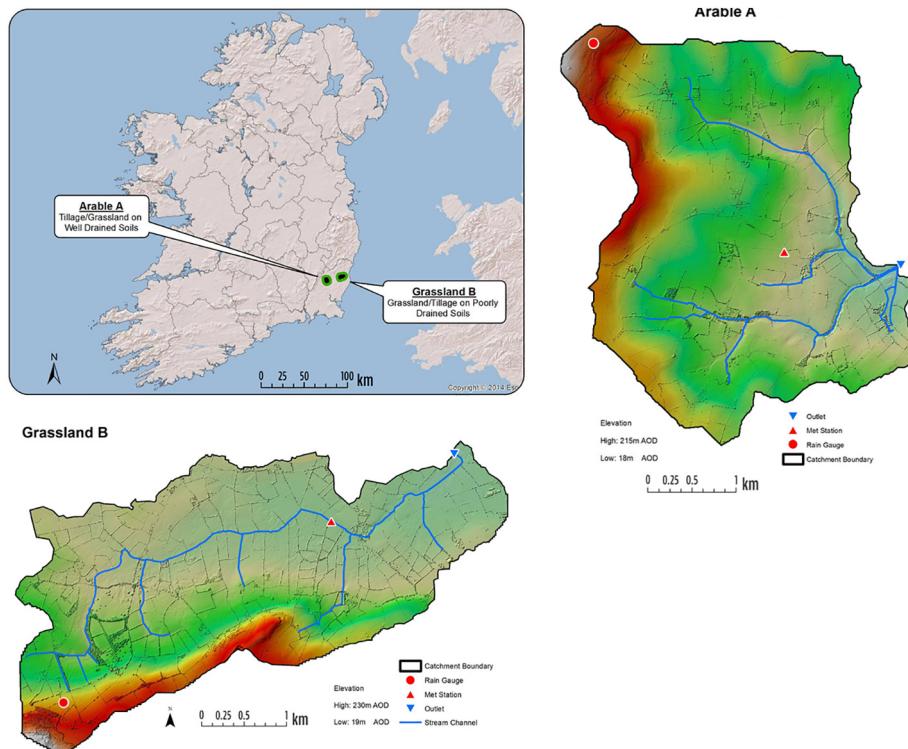 Arable A
Tillage/Grassland on
Well Drained Soils
Grassland B
Grassland/Tillage on Poorly
Drained Soils
N
0 25 50 100
km
Copyright © 2014 Esri
Arable A
Elevation
High: 215m AOD
Low: 18m AOD
Outlet
Met Station
Rain Gauge
Catchment Boundary
0 0.25 0.5 1
km
Grassland B
Elevation
High: 230m AOD
Low: 19m AOD
Catchment Boundary
Rain Gauge
Met Station
Outlet
Stream Channel
N
0 0.25 0.5 1
km